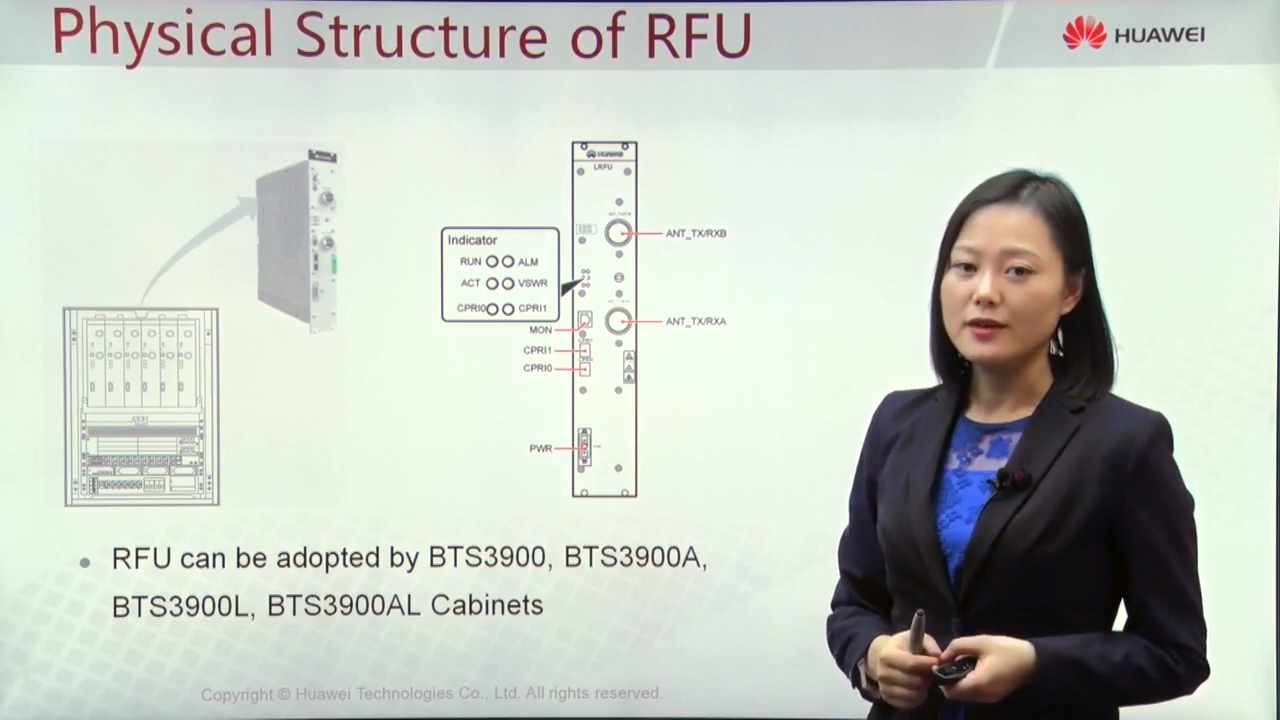 Physical Structure of RFU
HUAWEI
HUAWEI
LRFU
ANT_TX/RXB
Indicator
RUN ALM
ACT VSWR
CPRI0 CPRI1
ANT_TX/RXA
MON
CPRI1
CPRI0
PWR
RFU can be adopted by BTS3900, BTS3900A,
BTS3900L, BTS3900AL Cabinets
Copyright © Huawei Technologies Co., Ltd. All rights reserved.